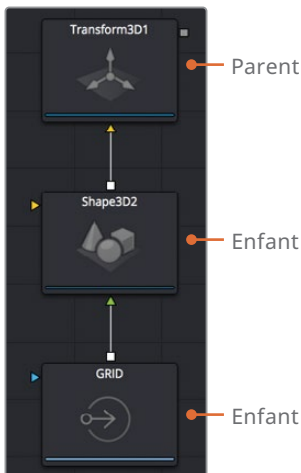 Transform3D1
Parent
Shape3D2
Enfant
GRID
Enfant